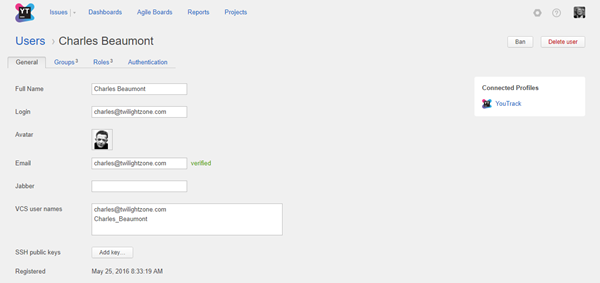 YT
Issues Dashboards Agile Boards Reports Projects
Users › Charles Beaumont
Ban Delete user
General Groups 3 Roles 3 Authentication
Full Name Charles Beaumont
Connected Profiles
YouTrack
Login charles@twilightzone.com
Avatar
Email charles@twilightzone.com verified
Jabber
VCS user names charles@twilightzone.com
Charles_Beaumont
SSH public keys Add key...
Registered May 25, 2016 8:33:19 AM